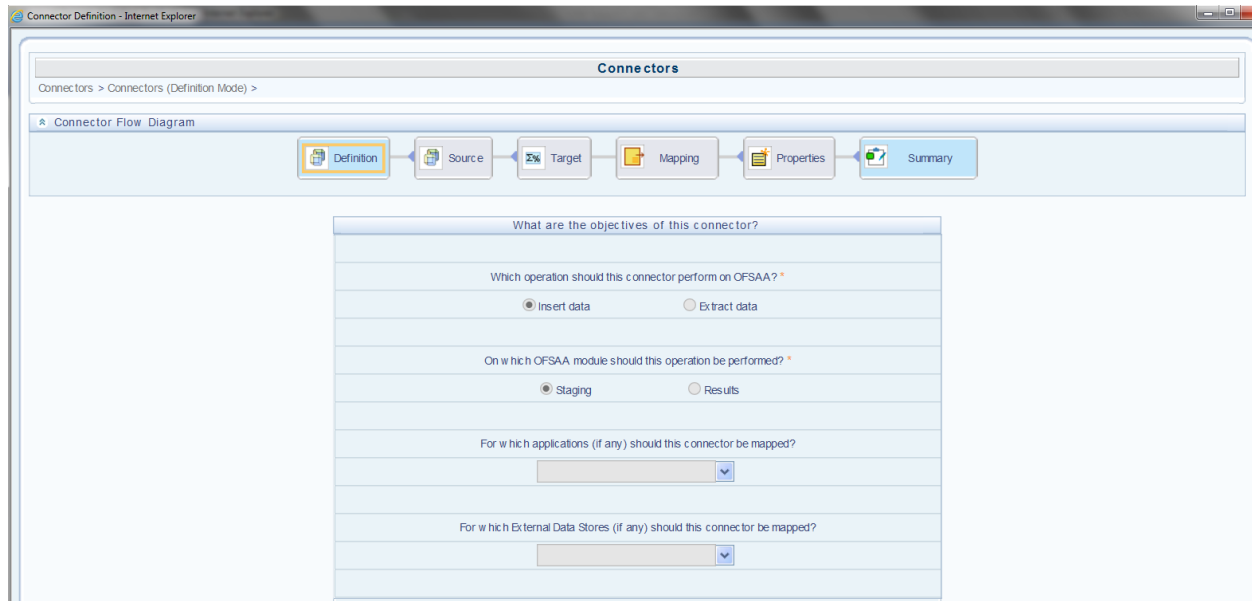 Connector Definition - Internet Explorer
Connectors
Connectors > Connectors (Definition Mode) >
Connector Flow Diagram
Definition Source Σ% Target Mapping Properties Summary
What are the objectives of this connector?
Which operation should this connector perform on OFSAA? *
Insert data Extract data
On which OFSAA module should this operation be performed? *
Staging Results
For which applications (if any) should this connector be mapped?
For which External Data Stores (if any) should this connector be mapped?